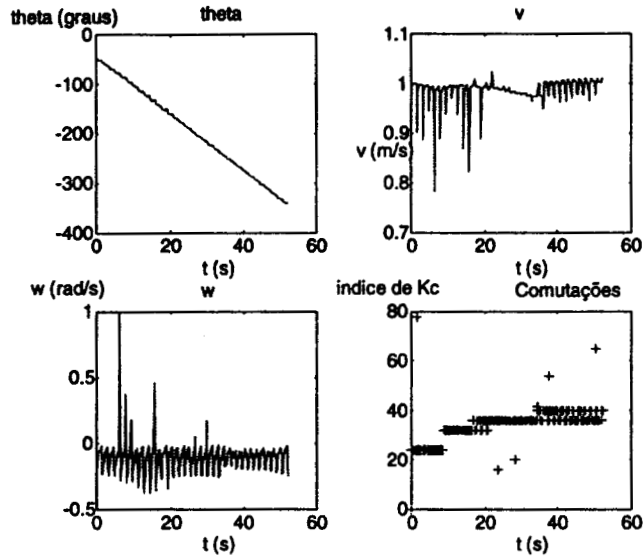 theta (graus) theta
0
-100
-200
-300
-400
0 20 40 60
t (s)
v
1.1
1
0.9
v (m/s)
0.8
0.7
0 20 40 60
t (s)
w (rad/s) w
1
0.5
0
-0.5
0 20 40 60
t (s)
indice de Kc Comutações
80
60
40
20
0
0 20 40 60
t (s)